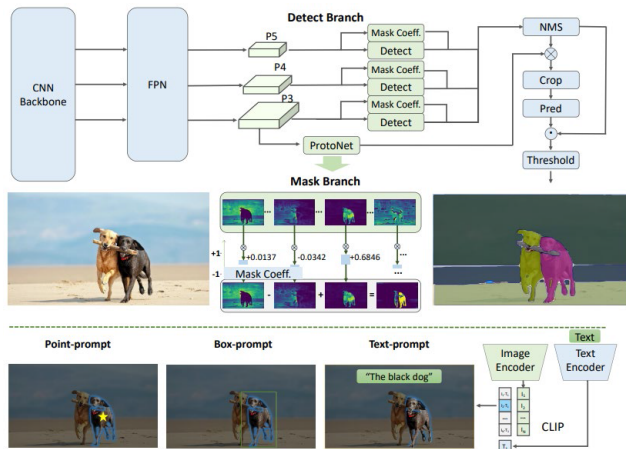 Detect Branch
CNN
Backbone
FPN
P5
P4
P3
Mask Coeff.
Detect
Mask Coeff.
Detect
Mask Coeff.
Detect
ProtoNet
NMS
Crop
Pred
Threshold
Mask Branch
... ... ...
+1
-1
+0.0137
-0.0342
+0.6846
...
Mask Coeff.
...
- + =
Point-prompt
Box-prompt
Text-prompt
"The black dog"
Text
Image
Encoder
Text
Encoder
CLIP